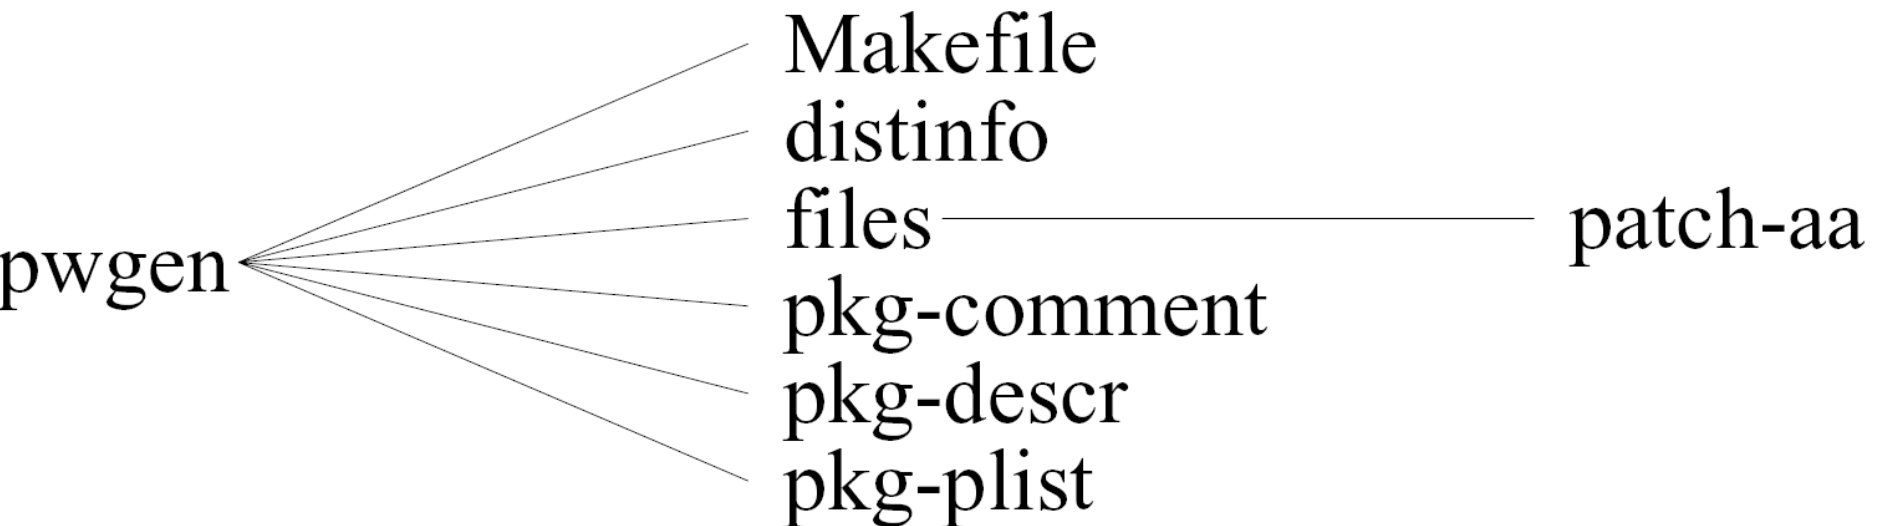 pwgen
Makefile
distinfo
files
patch-aa
pkg-comment
pkg-descr
pkg-plist